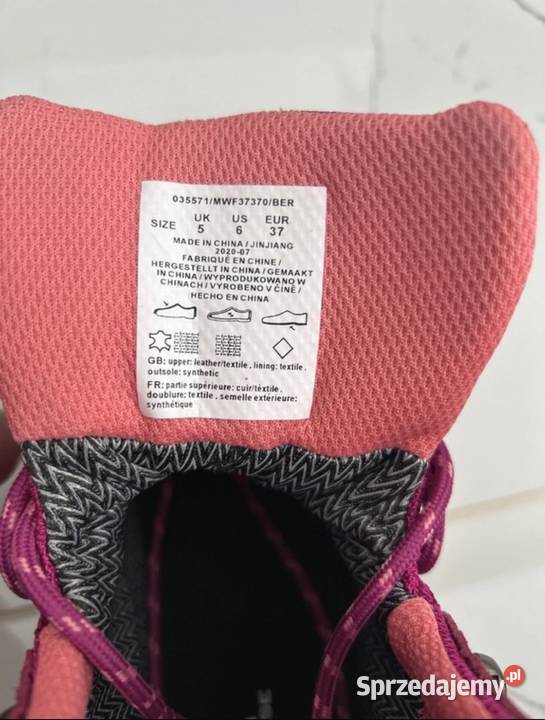 035571/MWF37370/BER
UK US EUR
SIZE 5 6 37
MADE IN CHINA / JINJIANG
2020-07
FABRIQUÉ EN CHINE /
HERGESTELLT IN CHINA / GEMAAKT
IN CHINA / WYPRODUKOWANO W
CHINACH / VYROBENO V ČÍNĚ /
HECHO EN CHINA
GB: upper: leather/textile . lining: textile .
outsole: synthetic
FR: partie supérieure: cuir/textile .
doublure: textile . semelle extérieure:
synthétique
Sprzedajemy.pl